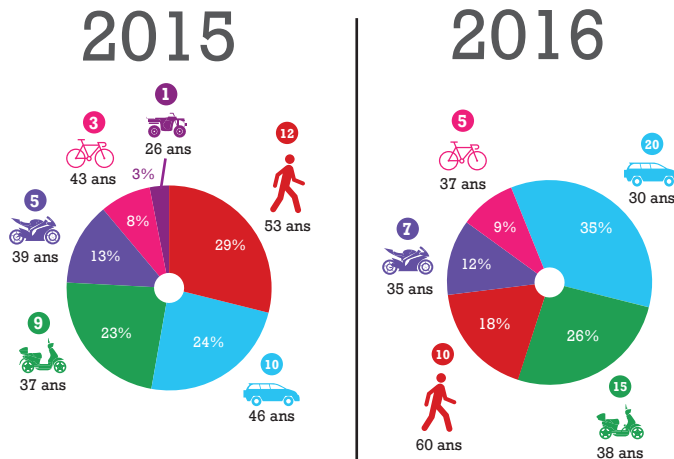 2015
1
26 ans
3
43 ans
12
53 ans
5
39 ans
9
37 ans
10
46 ans
3%
8%
29%
13%
23%
24%
2016
5
37 ans
20
30 ans
7
35 ans
10
60 ans
15
38 ans
9%
35%
12%
18%
26%